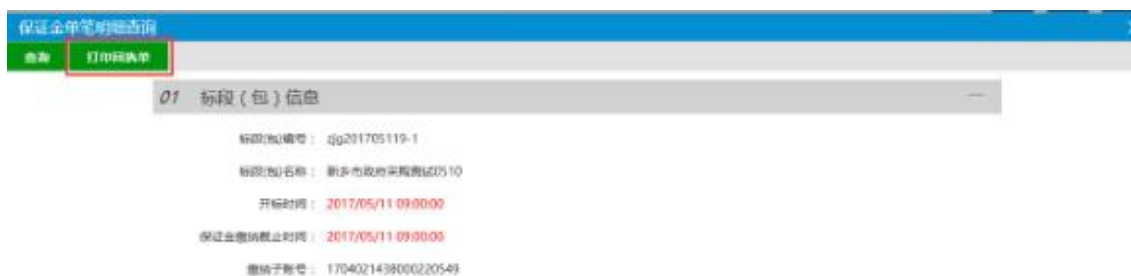 保证金单笔明细查询
查询 打印回执单
01 标段（包）信息
标段(包)编号： zjg201705119-1
标段(包)名称： 新乡市政府采购测试0510
开标时间： 2017/05/11 09:00:00
保证金缴纳截止时间： 2017/05/11 09:00:00
缴纳子账号： 1704021438000220549